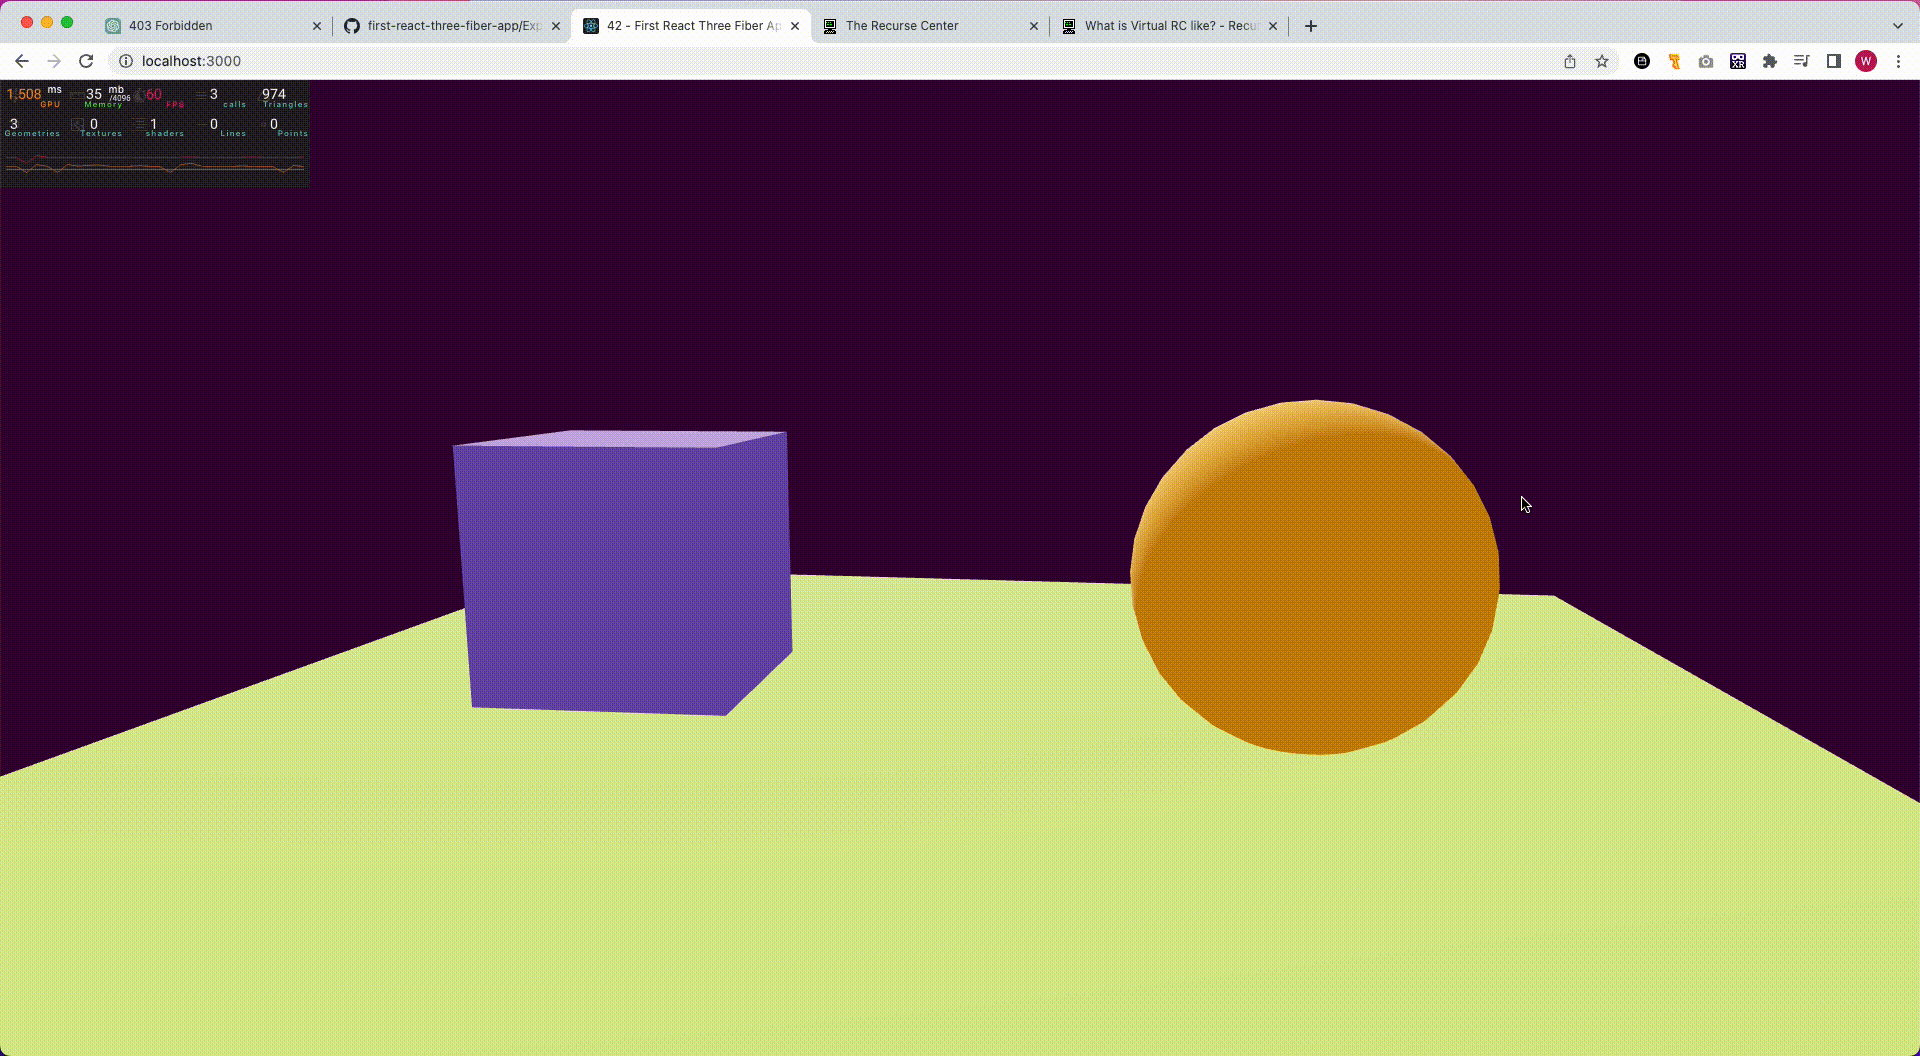 403 Forbidden
first-react-three-fiber-app/Exp
42 - First React Three Fiber Ap
The Recurse Center
What is Virtual RC like? - Recur
localhost:3000
W
1.508 ms 35 mb /4096 60 3 974
GPU Memory FPS calls Triangles
3 0 1 0 0
Geometries Textures shaders Lines Points